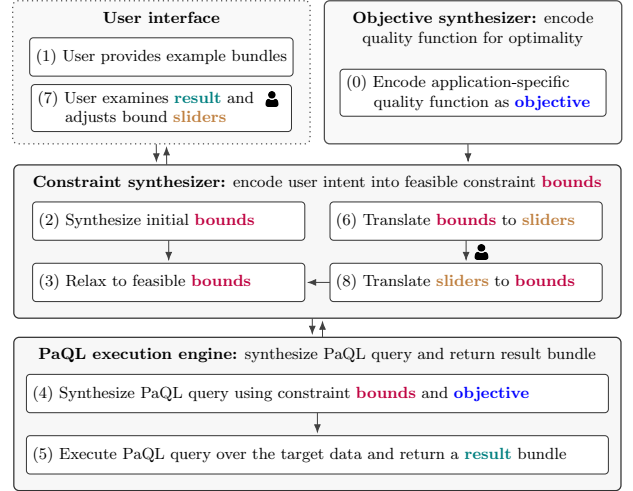 User interface
(1) User provides example bundles
(7) User examines result and
adjusts bound sliders
Objective synthesizer: encode
quality function for optimality
(0) Encode application-specific
quality function as objective
Constraint synthesizer: encode user intent into feasible constraint bounds
(2) Synthesize initial bounds
(6) Translate bounds to sliders
(3) Relax to feasible bounds
(8) Translate sliders to bounds
PaQL execution engine: synthesize PaQL query and return result bundle
(4) Synthesize PaQL query using constraint bounds and objective
(5) Execute PaQL query over the target data and return a result bundle